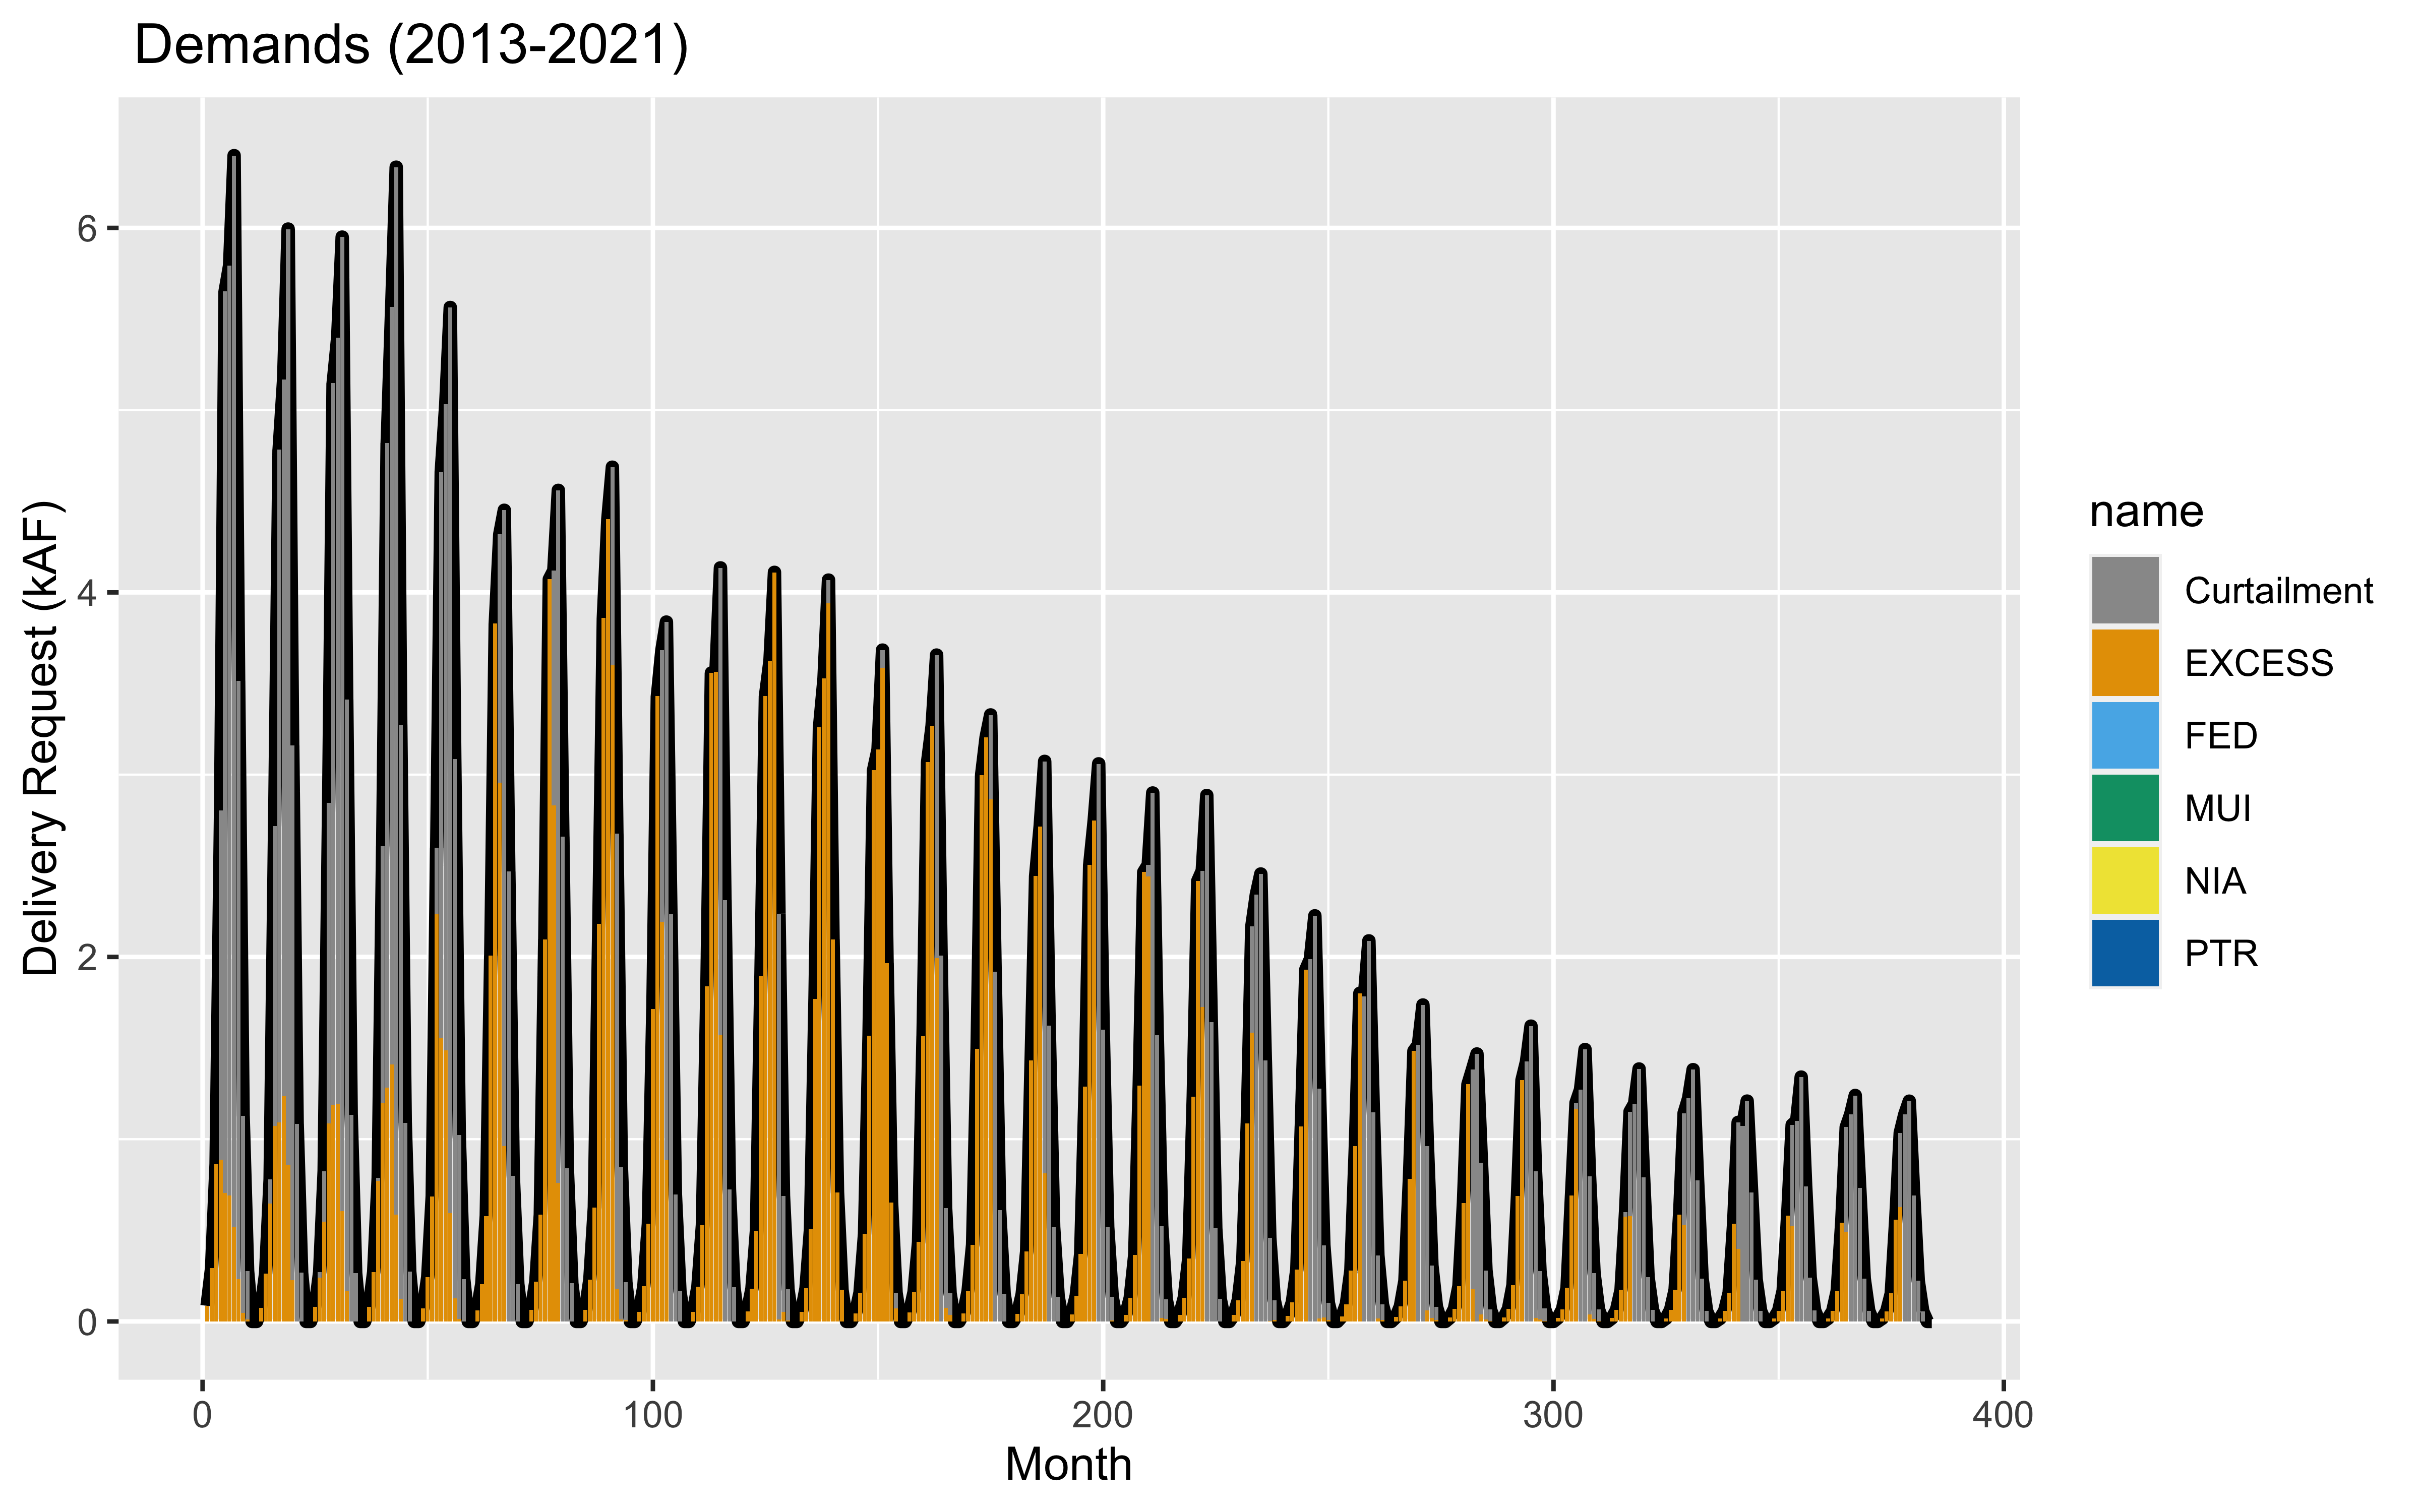 Demands (2013-2021)
Delivery Request (kAF)
6
4
2
0
0 100 200 300 400
Month
name
Curtailment
EXCESS
FED
MUI
NIA
PTR